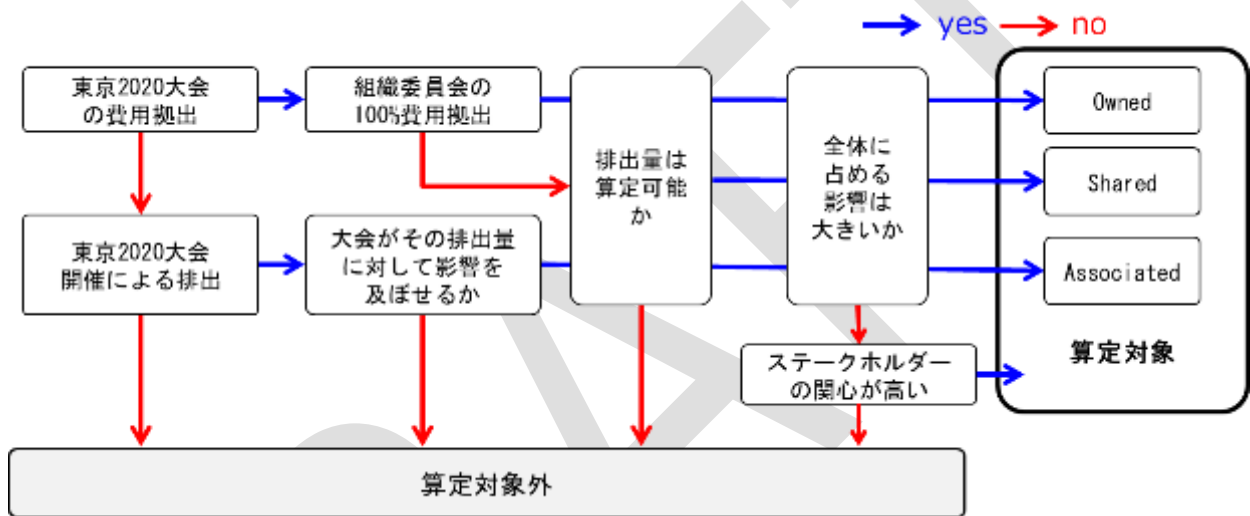 yes
no
東京2020大会
の費用拠出
組織委員会の
100%費用拠出
排出量は
算定可能
か
全体に
占める
影響は
大きいか
Owned
Shared
Associated
算定対象
東京2020大会
開催による排出
大会がその排出量
に対して影響を
及ぼせるか
ステークホルダー
の関心が高い
算定対象外